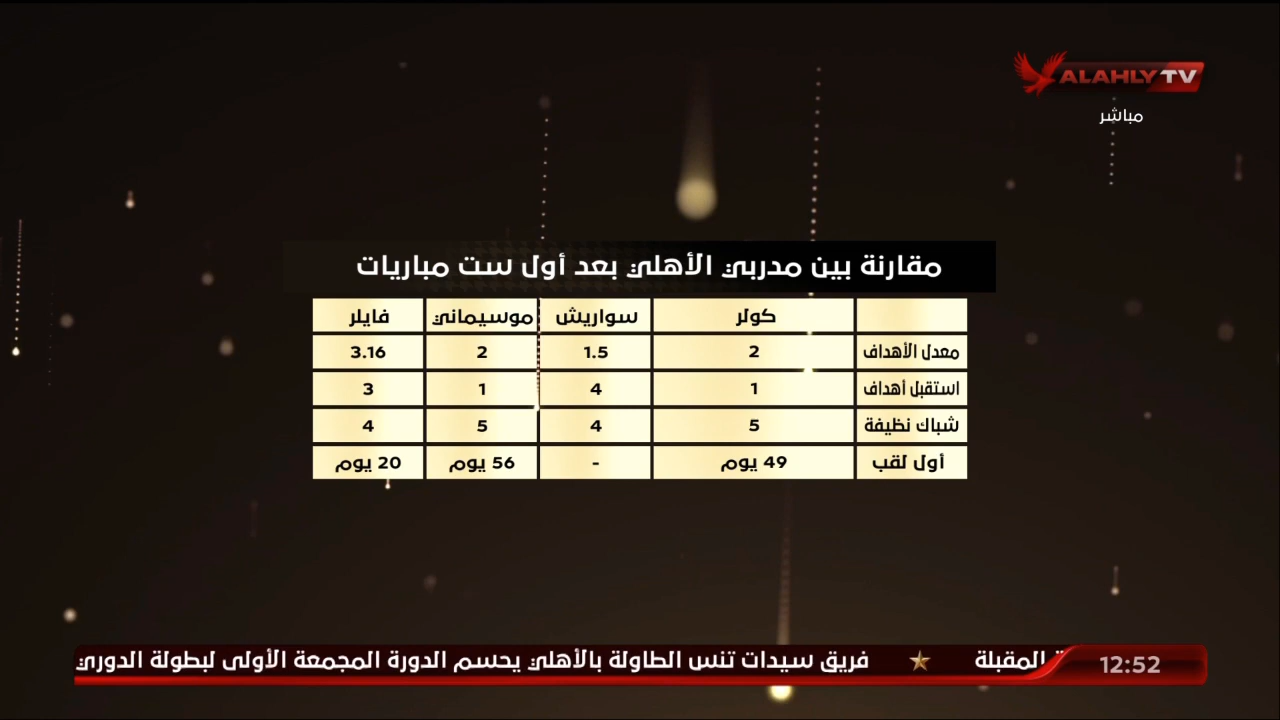 ALAHLY TV
مباشر
مقارنة بين مدربي الأهلي بعد أول ست مباريات
كولر سواريش موسيماني فايلر
معدل الأهداف 2 1.5 2 3.16
استقبل أهداف 1 4 1 3
شباك نظيفة 5 4 5 4
أول لقب 49 يوم - 56 يوم 20 يوم
12:52 المقبلة ★ فريق سيدات تنس الطاولة بالأهلي يحسم الدورة المجمعة الأولى لبطولة الدوري